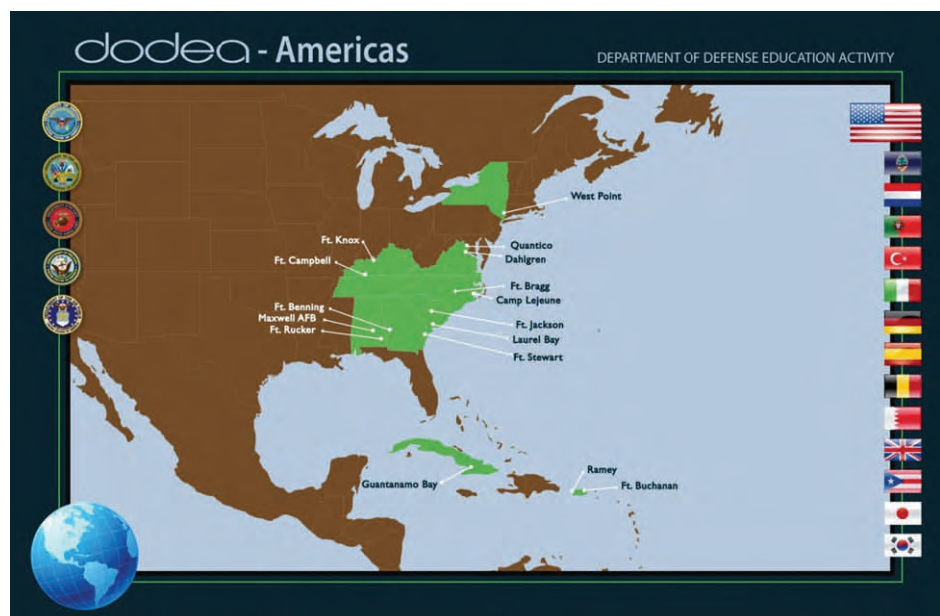 dodea - Americas
DEPARTMENT OF DEFENSE EDUCATION ACTIVITY
West Point
Ft. Knox
Quantico
Ft. Campbell
Dahlgren
Ft. Bragg
Camp Lejeune
Ft. Benning
Maxwell AFB
Ft. Rucker
Ft. Jackson
Laurel Bay
Ft. Stewart
Ramey
Guantanamo Bay
Ft. Buchanan